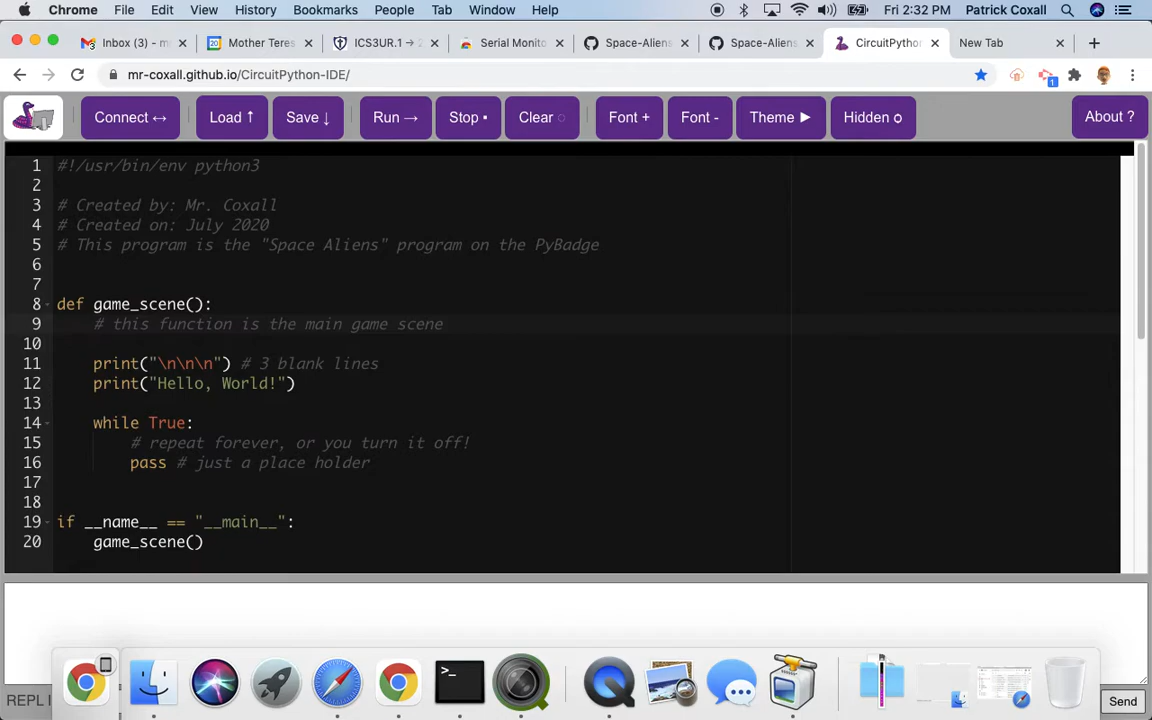 Chrome File Edit View History Bookmarks People Tab Window Help Fri 2:32 PM Patrick Coxall
Inbox (3) - m
Mother Teres
ICS3UR.1 → 2
Serial Monito
Space-Aliens
Space-Aliens
CircuitPython
New Tab
mr-coxall.github.io/CircuitPython-IDE/
Connect ↔ Load ↑ Save ↓ Run → Stop ▪ Clear ○ Font + Font - Theme ► Hidden o About ?
1 #!/usr/bin/env python3
2
3 # Created by: Mr. Coxall
4 # Created on: July 2020
5 # This program is the "Space Aliens" program on the PyBadge
6
7
8 def game_scene():
9 # this function is the main game scene
10
11 print("\n\n\n") # 3 blank lines
12 print("Hello, World!")
13
14 while True:
15 # repeat forever, or you turn it off!
16 pass # just a place holder
17
18
19 if __name__ == "__main__":
20 game_scene()
REPL
Send